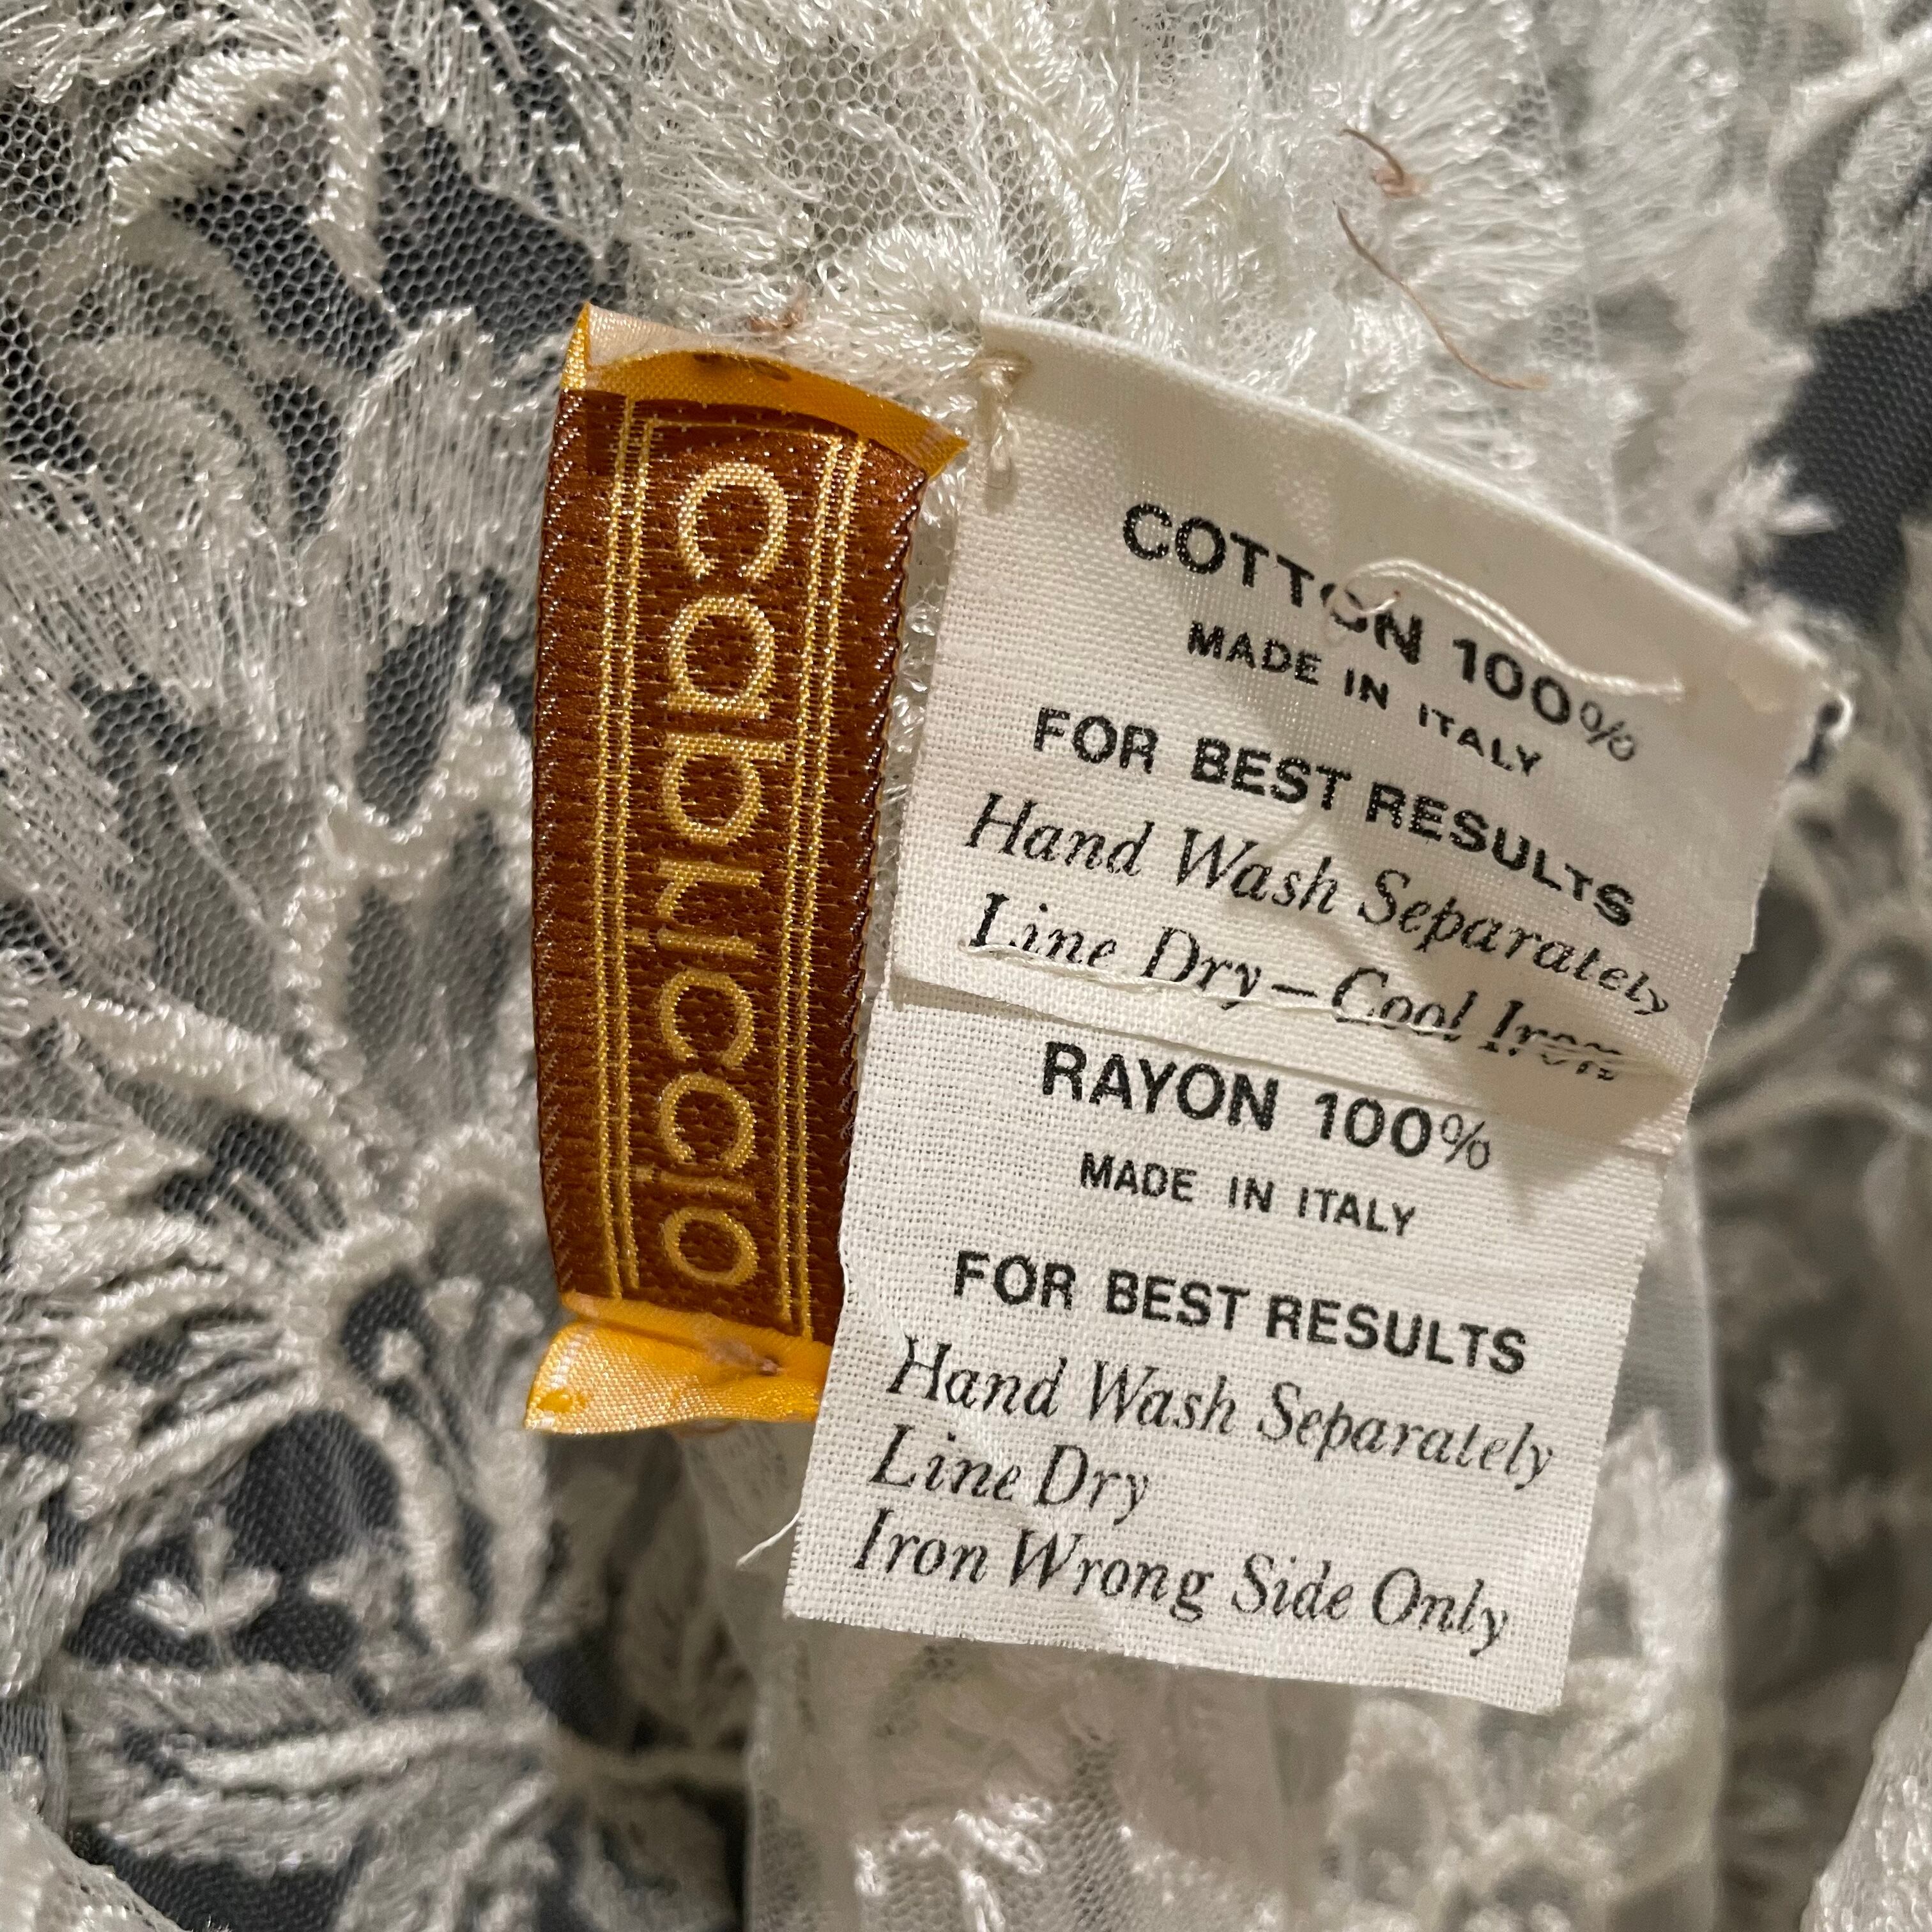 capriccio
COTTON 100%
MADE IN ITALY
FOR BEST RESULTS
Hand Wash Separately
Line Dry—Cool Iron
RAYON 100%
MADE IN ITALY
FOR BEST RESULTS
Hand Wash Separately
Line Dry
Iron Wrong Side Only